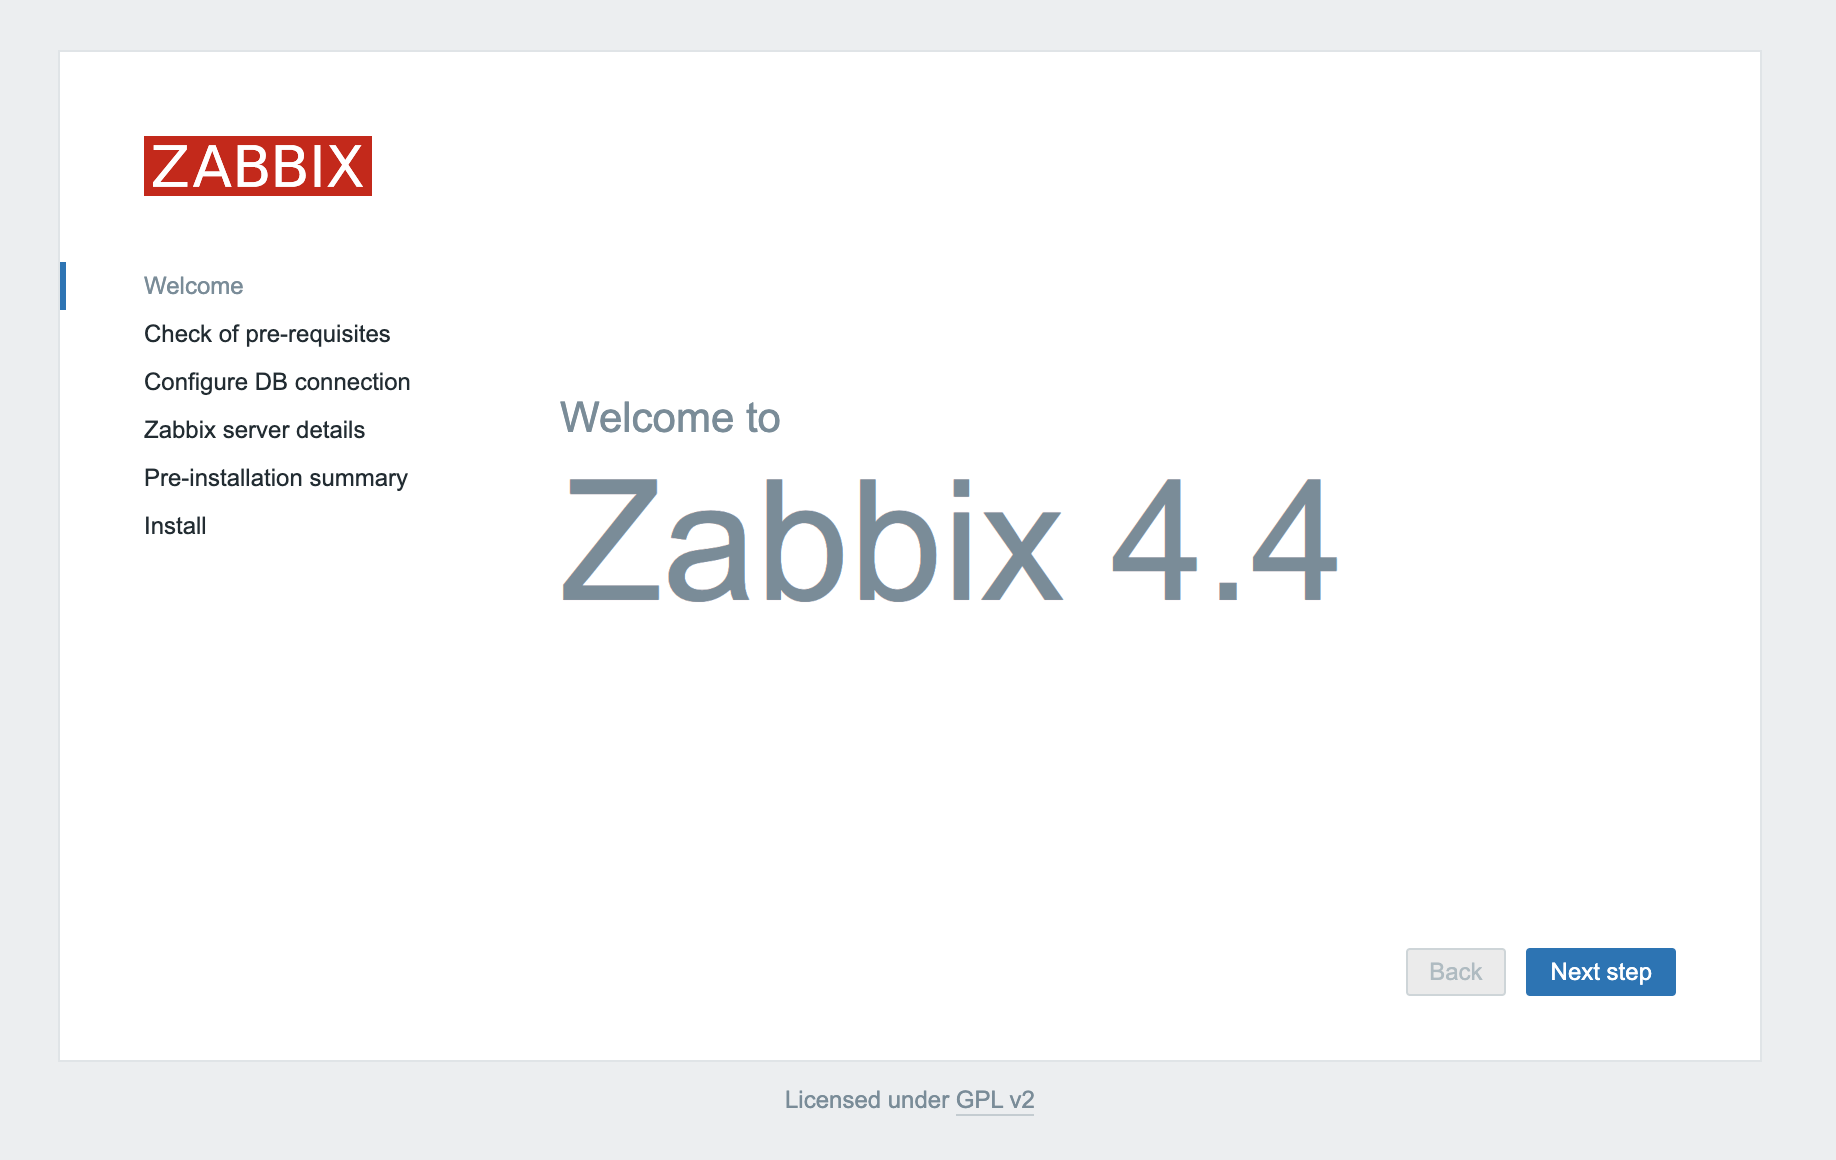 ZABBIX
Welcome
Check of pre-requisites
Configure DB connection
Zabbix server details
Pre-installation summary
Install
Welcome to
Zabbix 4.4
Back
Next step
Licensed under GPL v2